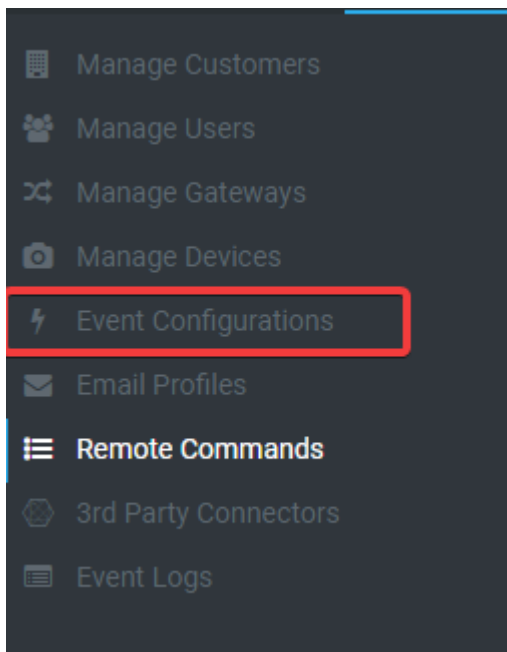 Manage Customers
Manage Users
Manage Gateways
Manage Devices
Event Configurations
Email Profiles
Remote Commands
3rd Party Connectors
Event Logs